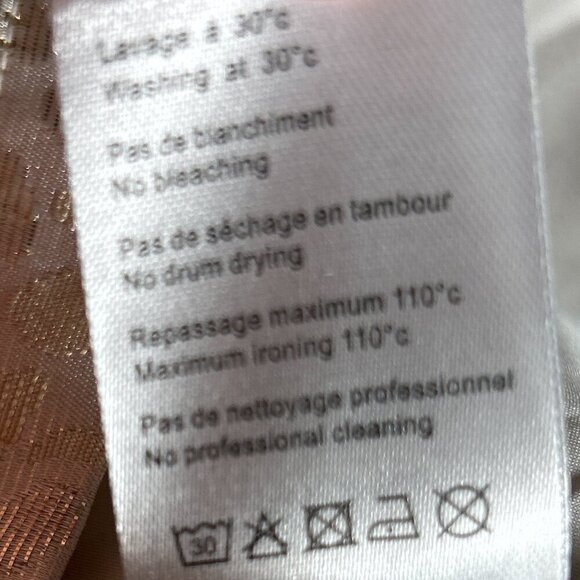 Lavage à 30°c
Washing at 30°c
Pas de blanchiment
No bleaching
Pas de séchage en tambour
No drum drying
Repassage maximum 110°c
Maximum ironing 110°c
Pas de nettoyage professionnel
No professional cleaning
30